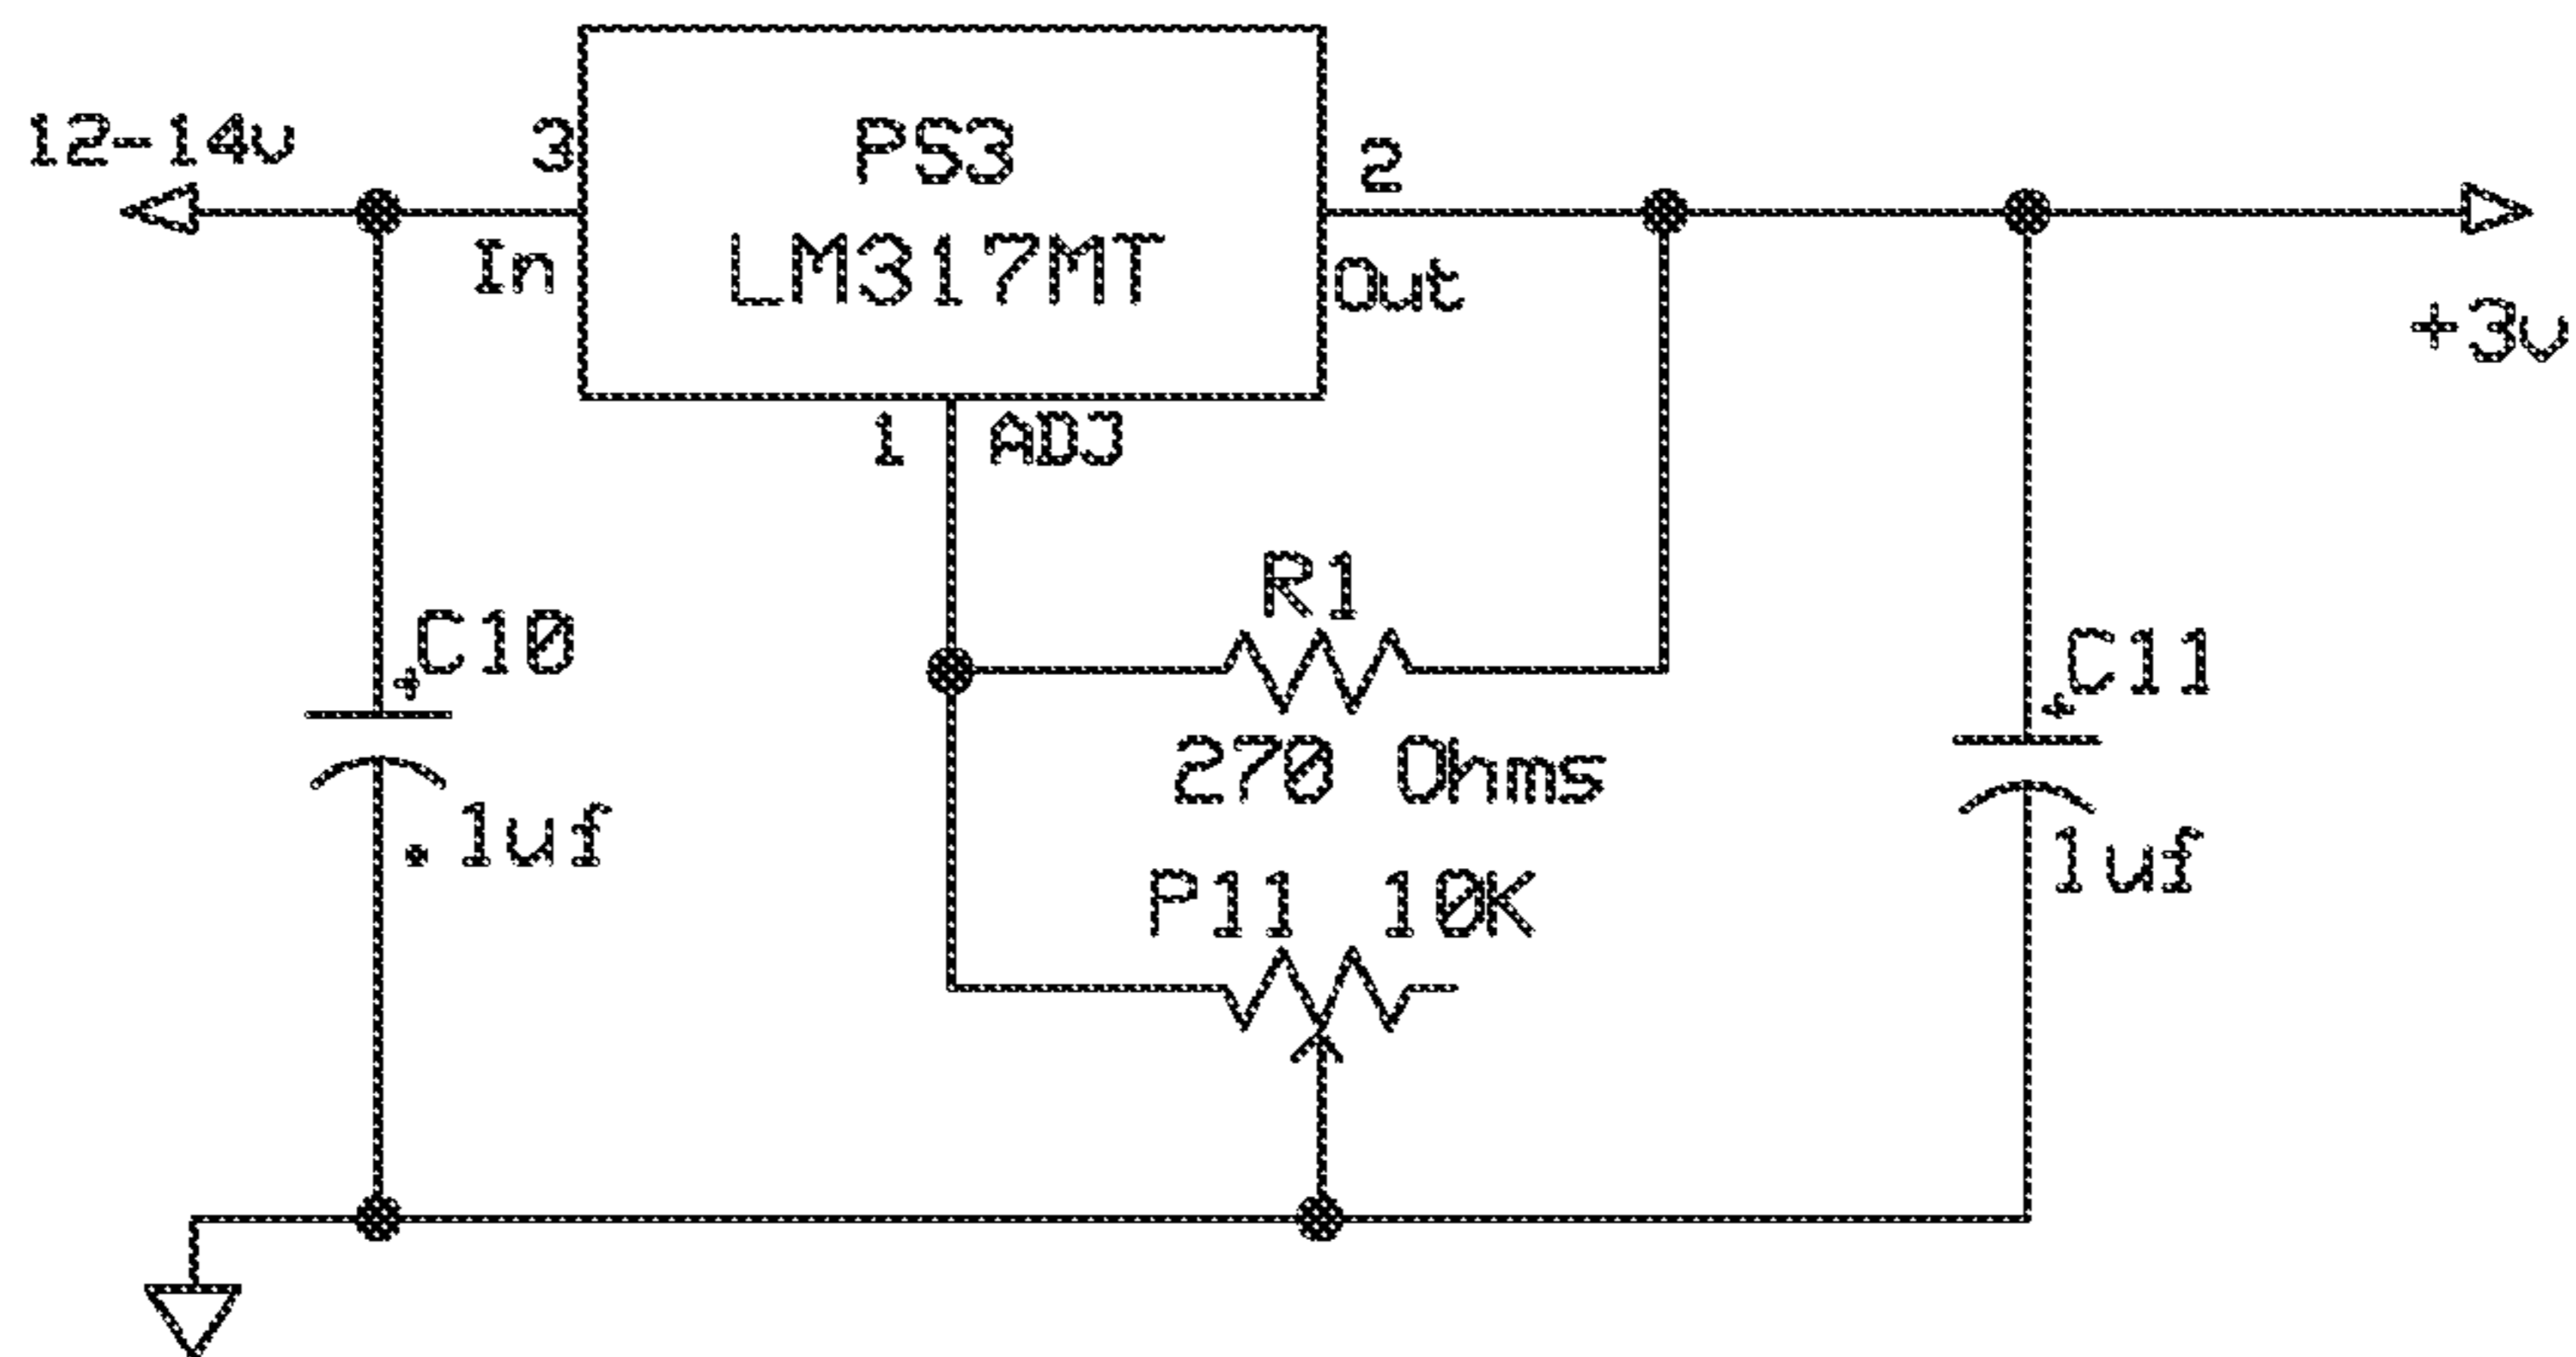 12-14v
3
PS3
2
In
LM317MT
Out
+3v
1 ADJ
R1
C10
+
C11
+
270 Ohms
.1uf
1uf
P11 10K